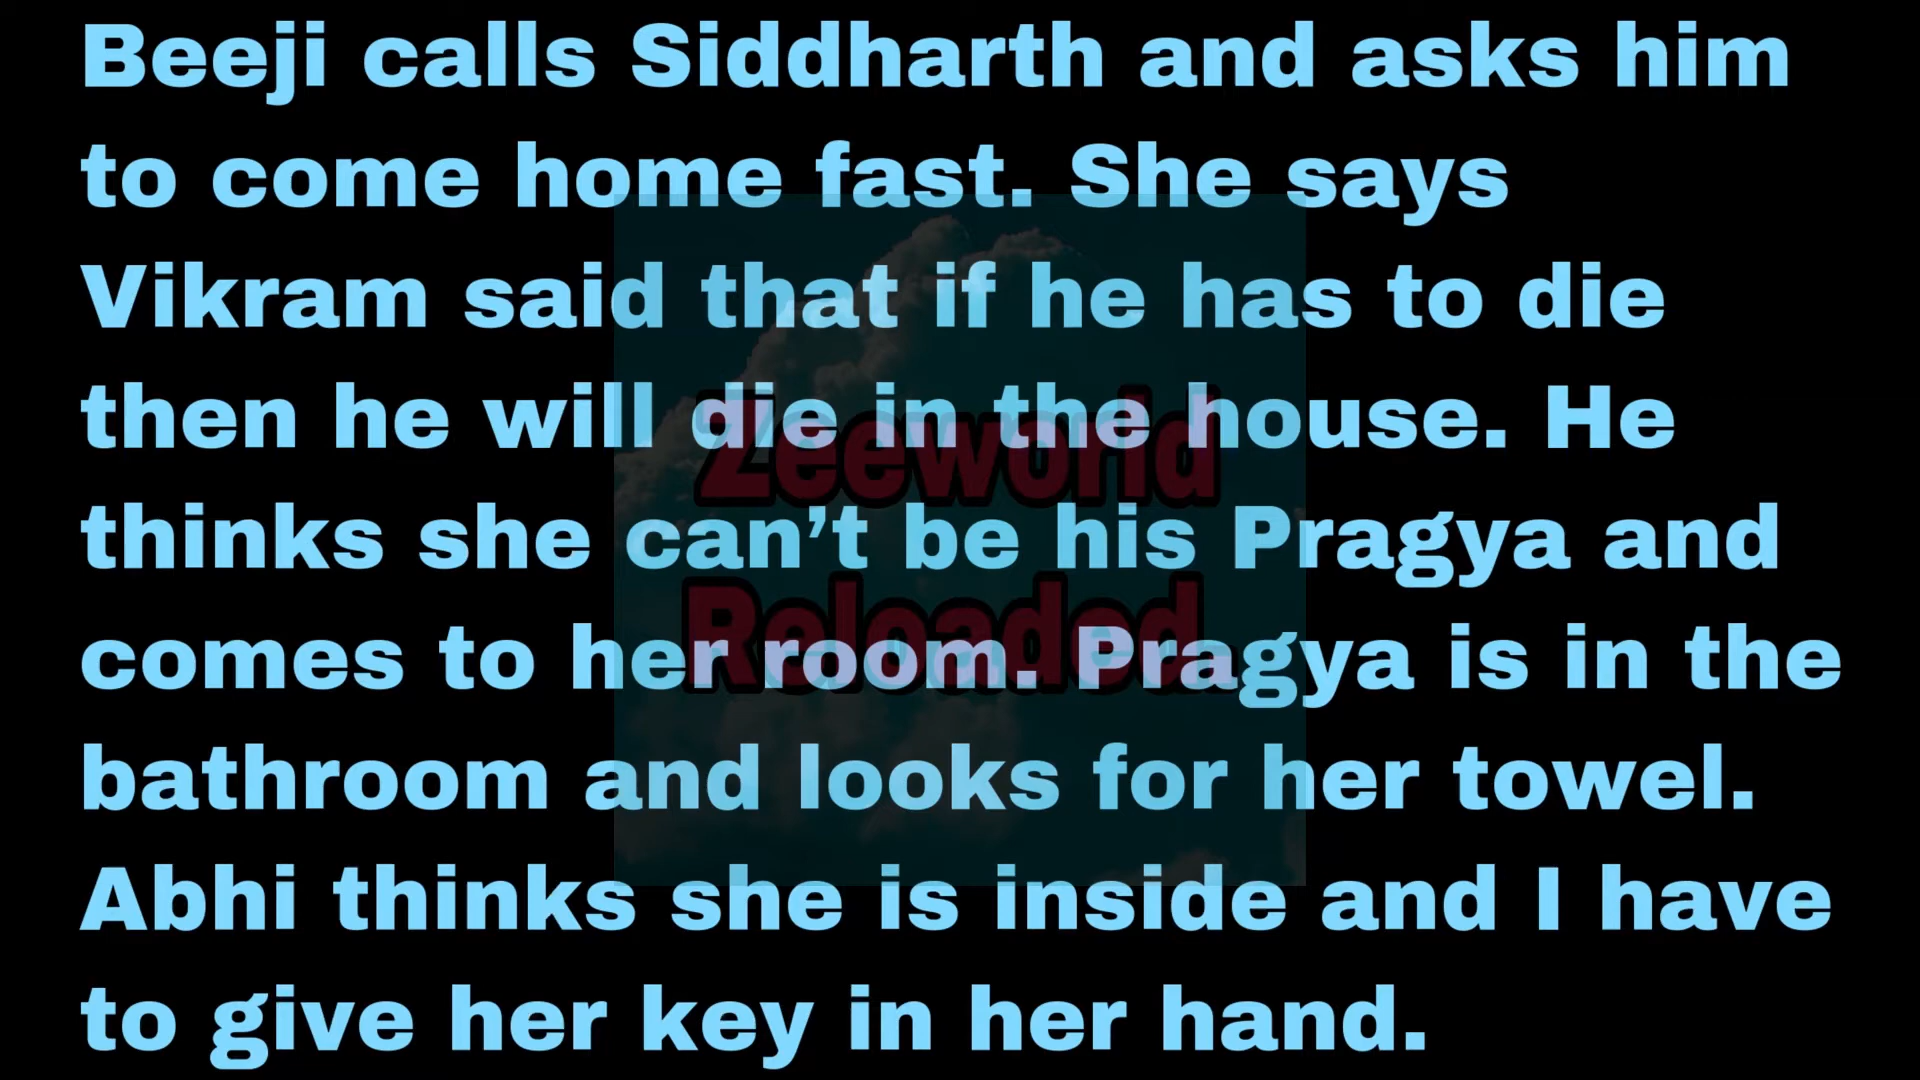 Beeji calls Siddharth and asks him
to come home fast. She says
Vikram said that if he has to die
then he will die in the house. He
thinks she can’t be his Pragya and
comes to her room. Pragya is in the
bathroom and looks for her towel.
Abhi thinks she is inside and I have
to give her key in her hand.
Zeeworld
Reloaded